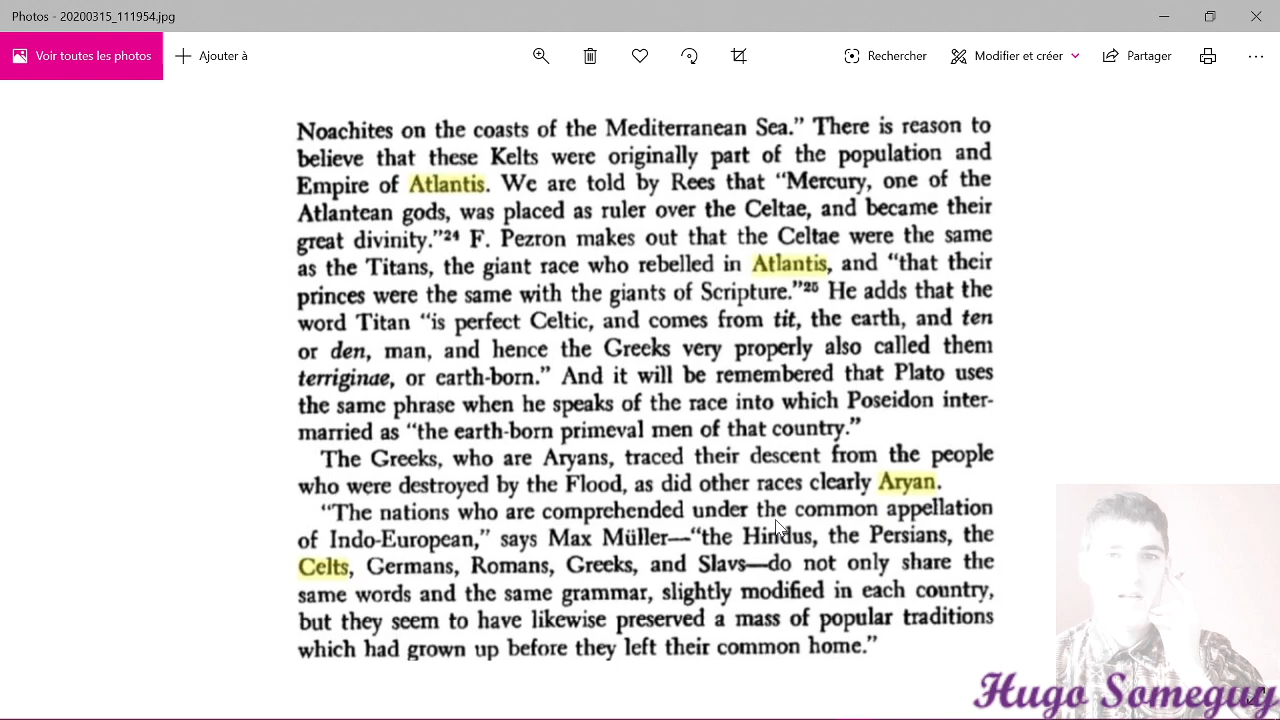 Photos - 20200315_111954.jpg
Voir toutes les photos
Ajouter à
Rechercher
Modifier et créer
Partager
Noachites on the coasts of the Mediterranean Sea.” There is reason to
believe that these Kelts were originally part of the population and
Empire of Atlantis. We are told by Rees that “Mercury, one of the
Atlantean gods, was placed as ruler over the Celtae, and became their
great divinity.”24 F. Pezron makes out that the Celtae were the same
as the Titans, the giant race who rebelled in Atlantis, and “that their
princes were the same with the giants of Scripture.”25 He adds that the
word Titan “is perfect Celtic, and comes from tit, the earth, and ten
or den, man, and hence the Greeks very properly also called them
terriginae, or earth-born.” And it will be remembered that Plato uses
the same phrase when he speaks of the race into which Poseidon inter-
married as “the earth-born primeval men of that country.”
The Greeks, who are Aryans, traced their descent from the people
who were destroyed by the Flood, as did other races clearly Aryan.
“The nations who are comprehended under the common appellation
of Indo-European,” says Max Müller—“the Hindus, the Persians, the
Celts, Germans, Romans, Greeks, and Slavs—do not only share the
same words and the same grammar, slightly modified in each country,
but they seem to have likewise preserved a mass of popular traditions
which had grown up before they left their common home.”
Hugo Someguy